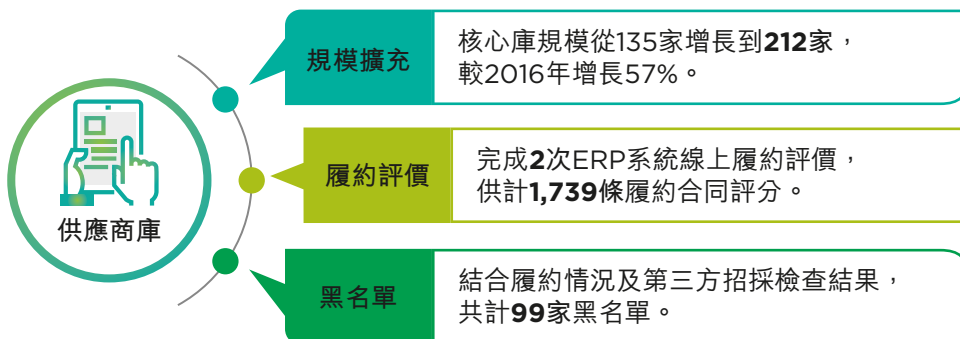 供應商庫
規模擴充
核心庫規模從135家增長到212家，
較2016年增長57%。
履約評價
完成2次ERP系統線上履約評價，
供計1,739條履約合同評分。
黑名單
結合履約情況及第三方招採檢查結果，
共計99家黑名單。